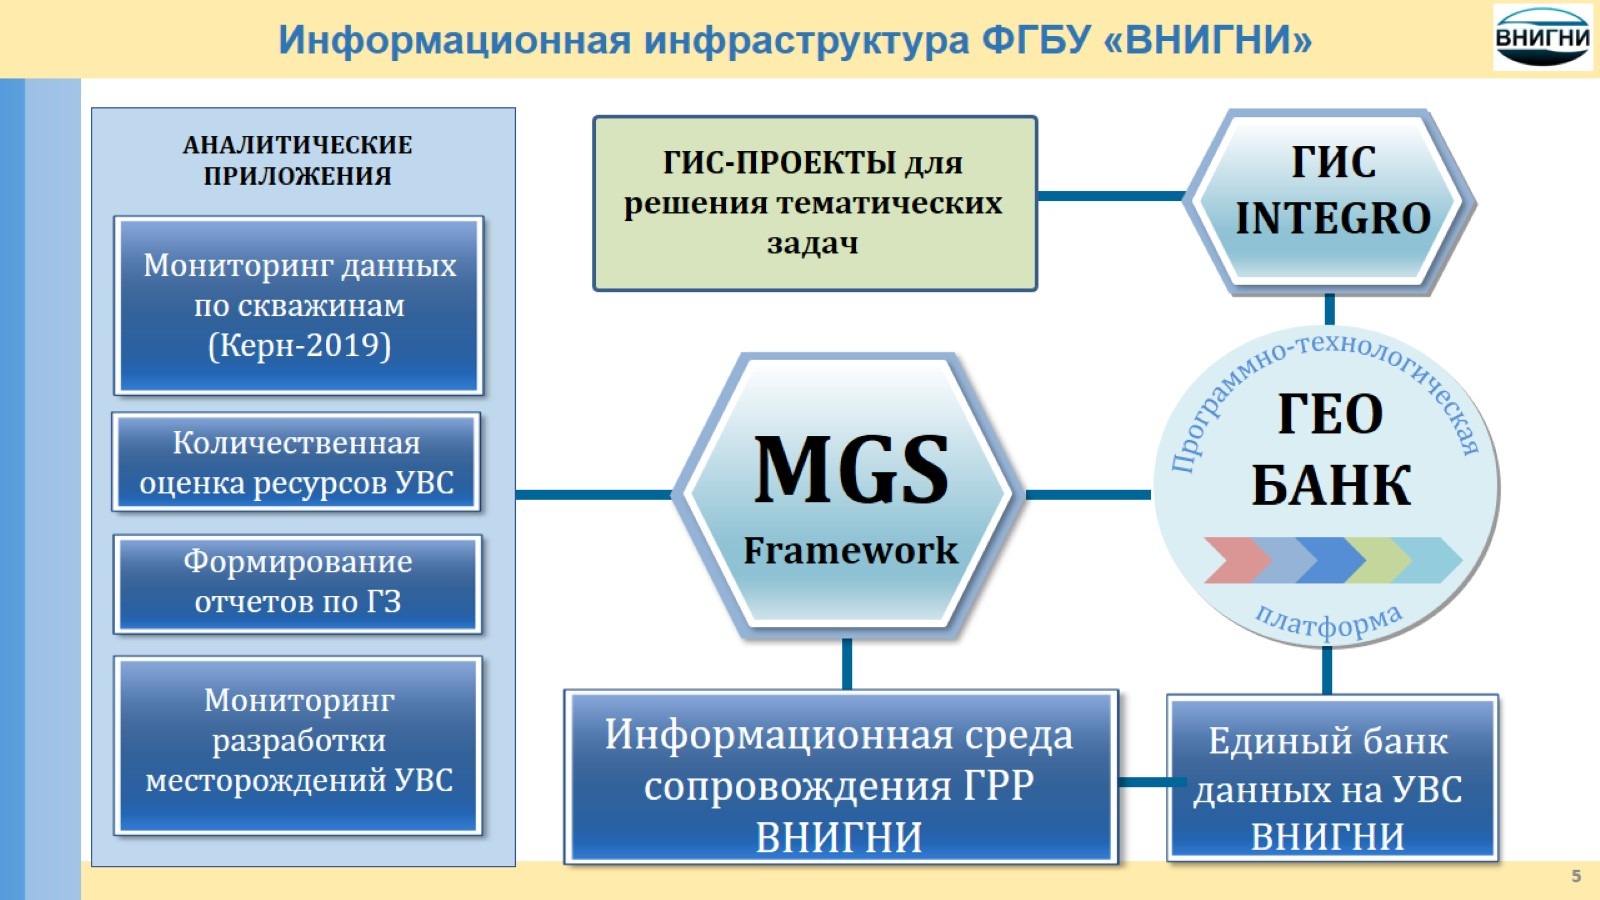 Информационная инфраструктура ФГБУ «ВНИГНИ»
ВНИГНИ
АНАЛИТИЧЕСКИЕ
ПРИЛОЖЕНИЯ
Мониторинг данных
по скважинам
(Керн-2019)
Количественная
оценка ресурсов УВС
Формирование
отчетов по ГЗ
Мониторинг
разработки
месторождений УВС
ГИС-ПРОЕКТЫ для
решения тематических
задач
ГИС
INTEGRO
MGS
Framework
Программно-технологическая
ГЕО
БАНК
платформа
Информационная среда
сопровождения ГРР
ВНИГНИ
Единый банк
данных на УВС
ВНИГНИ
5